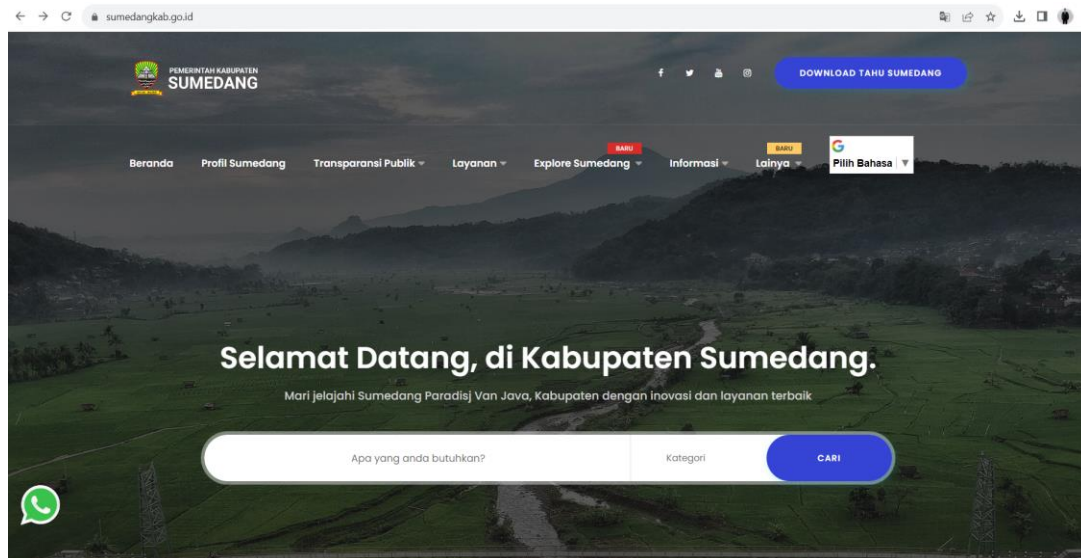 sumedangkab.go.id
PEMERINTAH KABUPATEN
SUMEDANG
DOWNLOAD TAHU SUMEDANG
BARU
BARU
Beranda Profil Sumedang Transparansi Publik Layanan Explore Sumedang Informasi Lainya Pilih Bahasa
Selamat Datang, di Kabupaten Sumedang.
Mari jelajahi Sumedang Paradisj Van Java, Kabupaten dengan inovasi dan layanan terbaik
Apa yang anda butuhkan? Kategori CARI